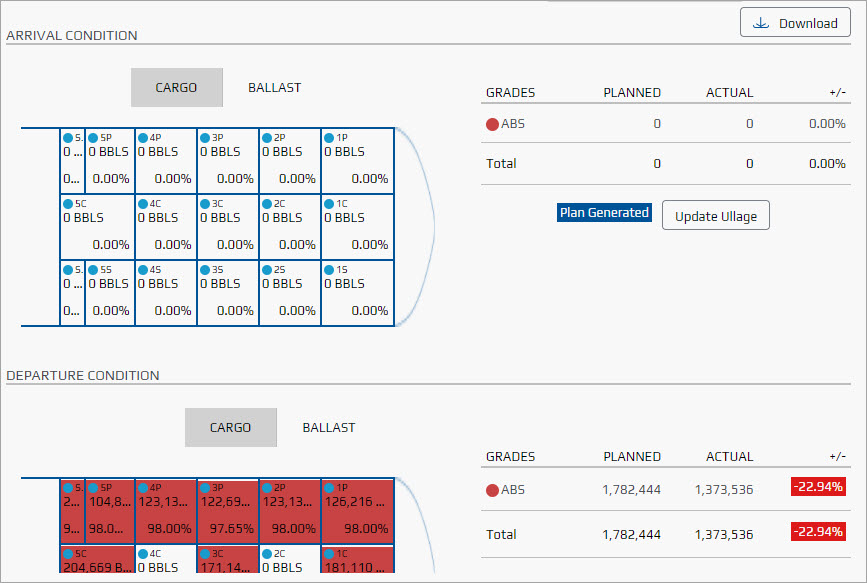 Download
ARRIVAL CONDITION
CARGO BALLAST
5. 5P 4P 3P 2P 1P
0 ... 0 BBLS 0 BBLS 0 BBLS 0 BBLS 0 BBLS
0... 0.00% 0.00% 0.00% 0.00% 0.00%
5C 4C 3C 2C 1C
0 BBLS 0 BBLS 0 BBLS 0 BBLS 0 BBLS
0.00% 0.00% 0.00% 0.00% 0.00%
5. 5S 4S 3S 2S 1S
0 ... 0 BBLS 0 BBLS 0 BBLS 0 BBLS 0 BBLS
0... 0.00% 0.00% 0.00% 0.00% 0.00%
GRADES PLANNED ACTUAL +/-
ABS 0 0 0.00%
Total 0 0 0.00%
Plan Generated Update Ullage
DEPARTURE CONDITION
CARGO BALLAST
5. 5P 4P 3P 2P 1P
2... 104,8... 123,13... 122,69... 123,13... 126,216 ...
9... 98.0... 98.00% 97.65% 98.00% 98.00%
5C 4C 3C 2C 1C
204,669 B... 0 BBLS 171,14... 0 BBLS 181,110 ...
GRADES PLANNED ACTUAL +/-
ABS 1,782,444 1,373,536 -22.94%
Total 1,782,444 1,373,536 -22.94%